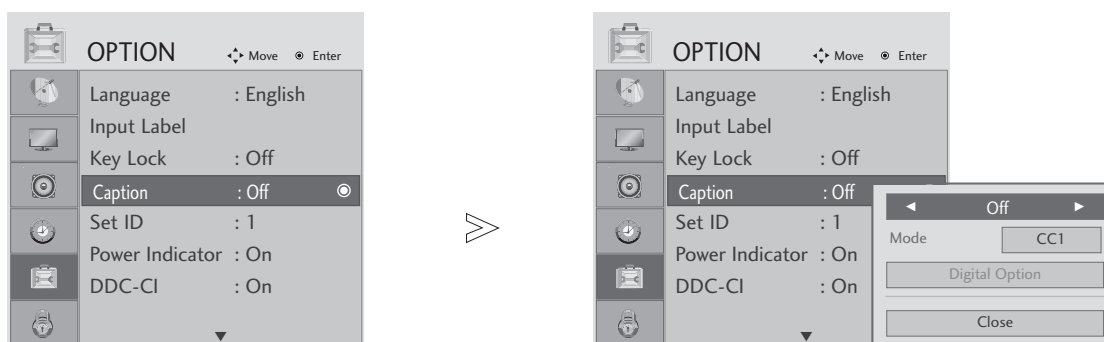 OPTION Move Enter
Language : English
Input Label
Key Lock : Off
Caption : Off
Set ID : 1
Power Indicator : On
DDC-CI : On
OPTION Move Enter
Language : English
Input Label
Key Lock : Off
Caption : Off
Set ID : 1
Power Indicator : On
DDC-CI : On
Off
Mode CC1
Digital Option
Close